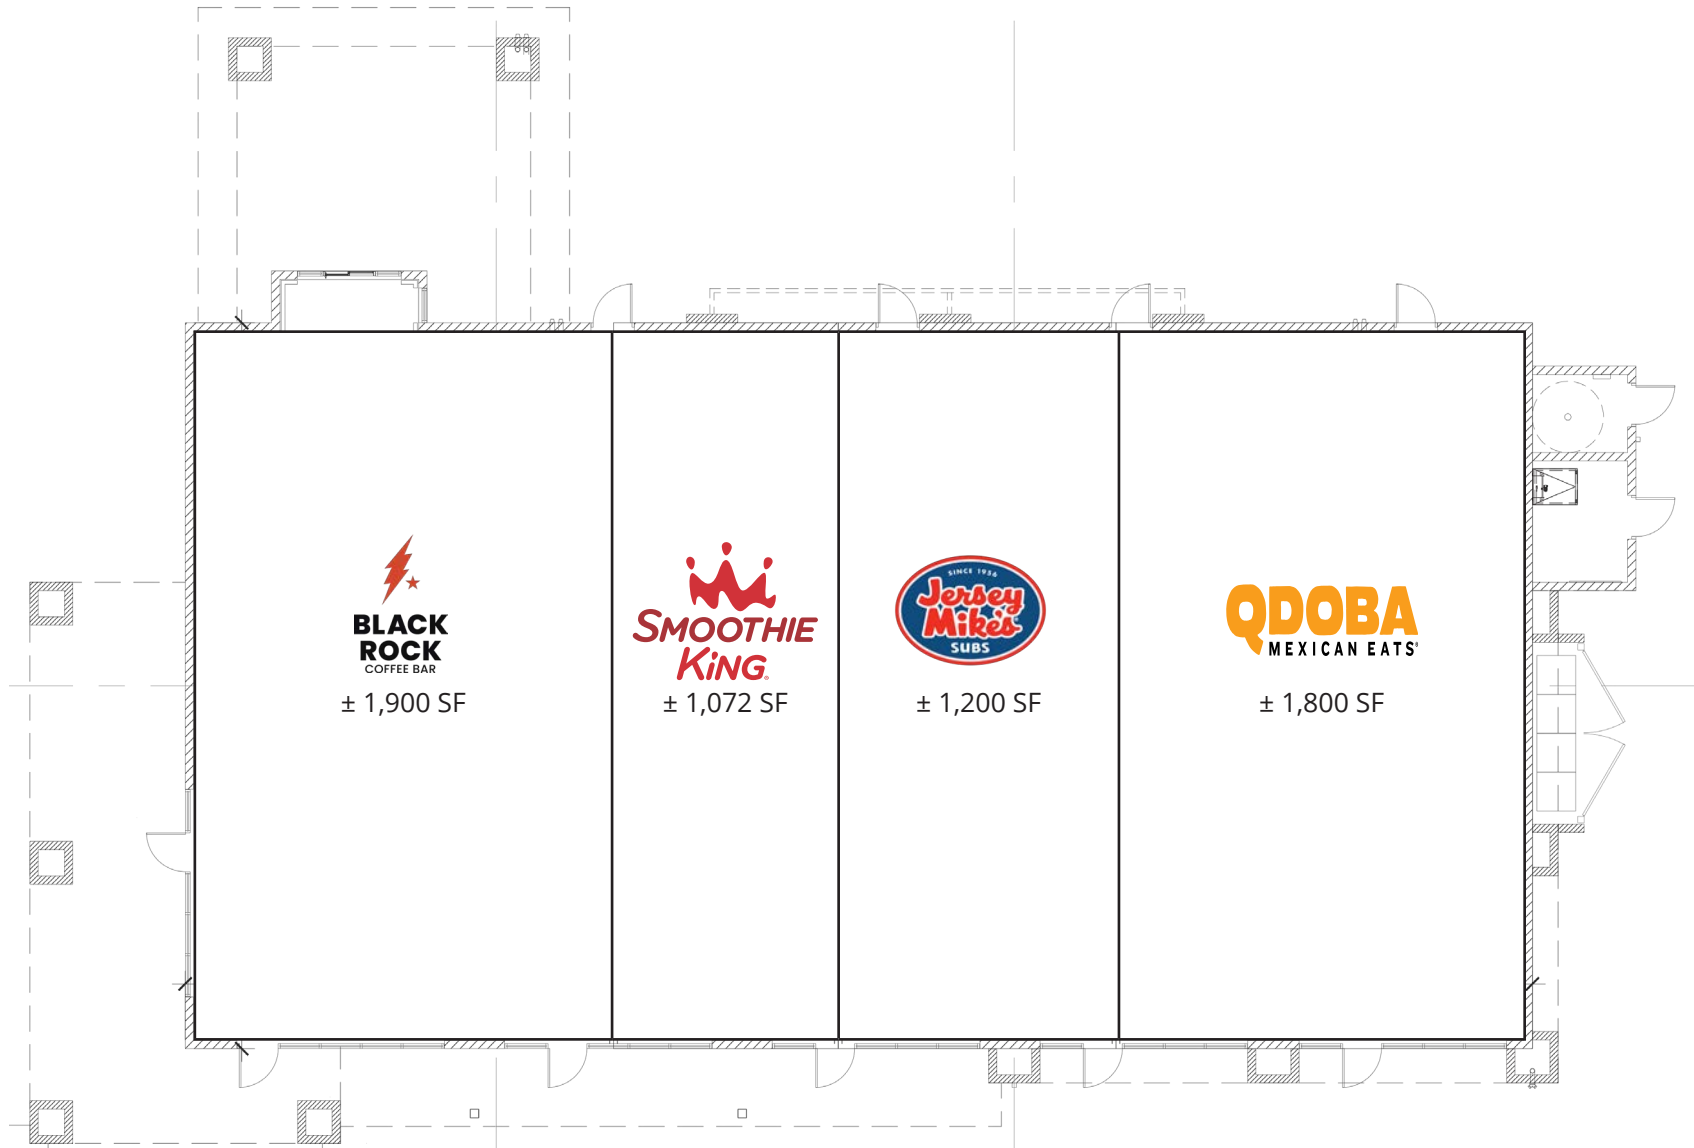 BLACK
ROCK
COFFEE BAR
± 1,900 SF
SMOOTHIE
KiNG®
± 1,072 SF
SINCE 1956
Jersey
Mike's
SUBS
± 1,200 SF
QDOBA
MEXICAN EATS®
± 1,800 SF